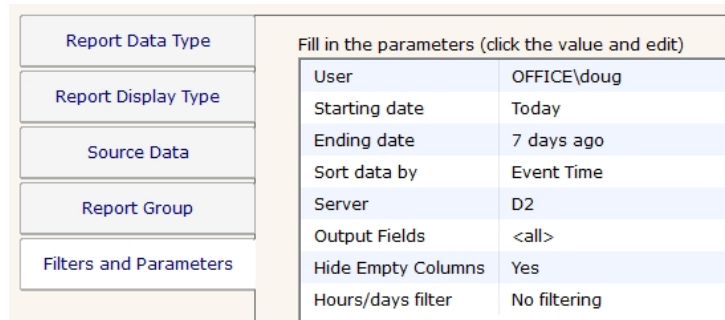 Report Data Type
Report Display Type
Source Data
Report Group
Filters and Parameters
Fill in the parameters (click the value and edit)
User OFFICE\doug
Starting date Today
Ending date 7 days ago
Sort data by Event Time
Server D2
Output Fields <all>
Hide Empty Columns Yes
Hours/days filter No filtering